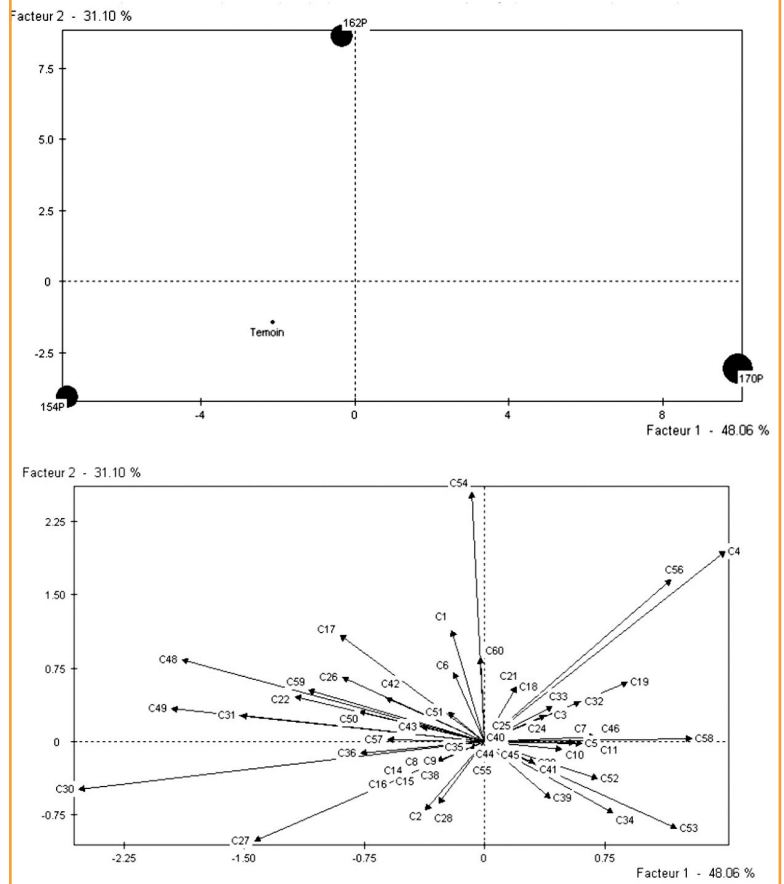 Facteur 2 - 31.10 %
162P
7.5
5.0
2.5
0
Temoin
-2.5
170P
154P
-4 0 4 8
Facteur 1 - 48.06 %
Facteur 2 - 31.10 %
C54
2.25
C4
C56
1.50
C1
C17
C48 C60
0.75
C6 C21
C59 C26 C42 C18 C19
C22 C33 C32
C49 C31 C50 C51 C3
C43 C25 C24 C7 C46
C57 C40 C58
0
C36 C35 C44 C45 C5 C11
C8 C9 C10
C14 C55 C41
C16 C15 C38 C52
C30
C39
-0.75
C2 C28 C34 C53
C27
-2.25 -1.50 -0.75 0 0.75
Facteur 1 - 48.06 %